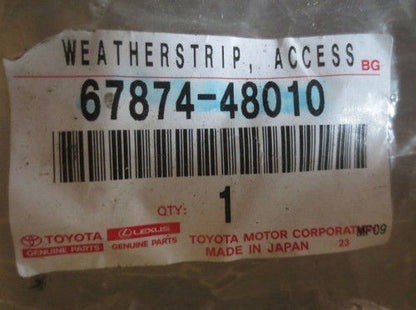 WEATHERSTRIP, ACCESS BG
67874-48010
QTY: 1
TOYOTA LEXUS TOYOTA MOTOR CORPORATI MF09
GENUINE PARTS GENUINE PARTS MADE IN JAPAN 23